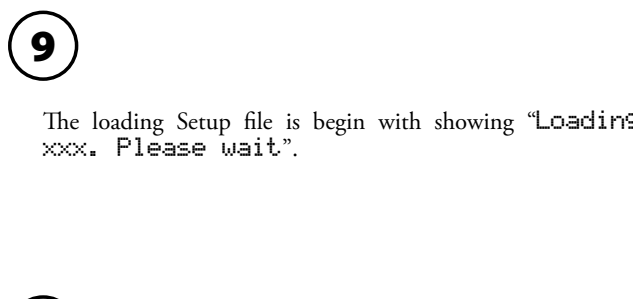 9
The loading Setup file is begin with showing “Loading
xxx. Please wait”.